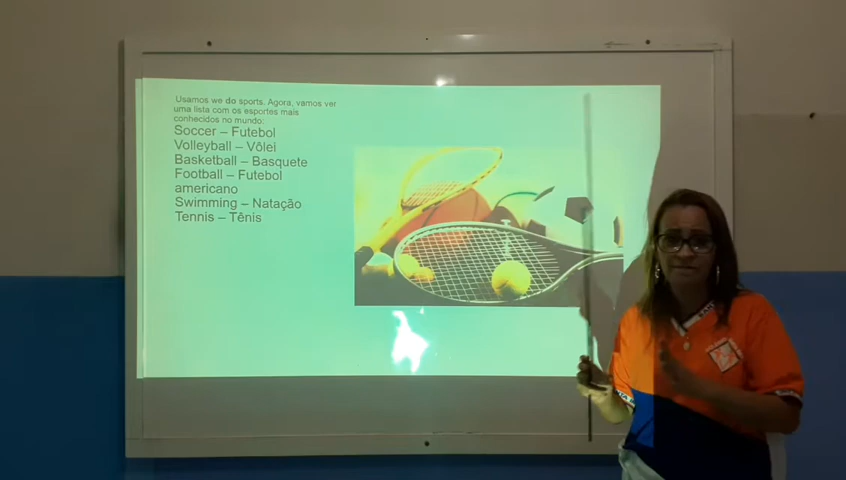 Usamos we do sports. Agora, vamos ver
uma lista com os esportes mais
conhecidos no mundo:
Soccer – Futebol
Volleyball – Vôlei
Basketball – Basquete
Football – Futebol
americano
Swimming – Natação
Tennis – Tênis